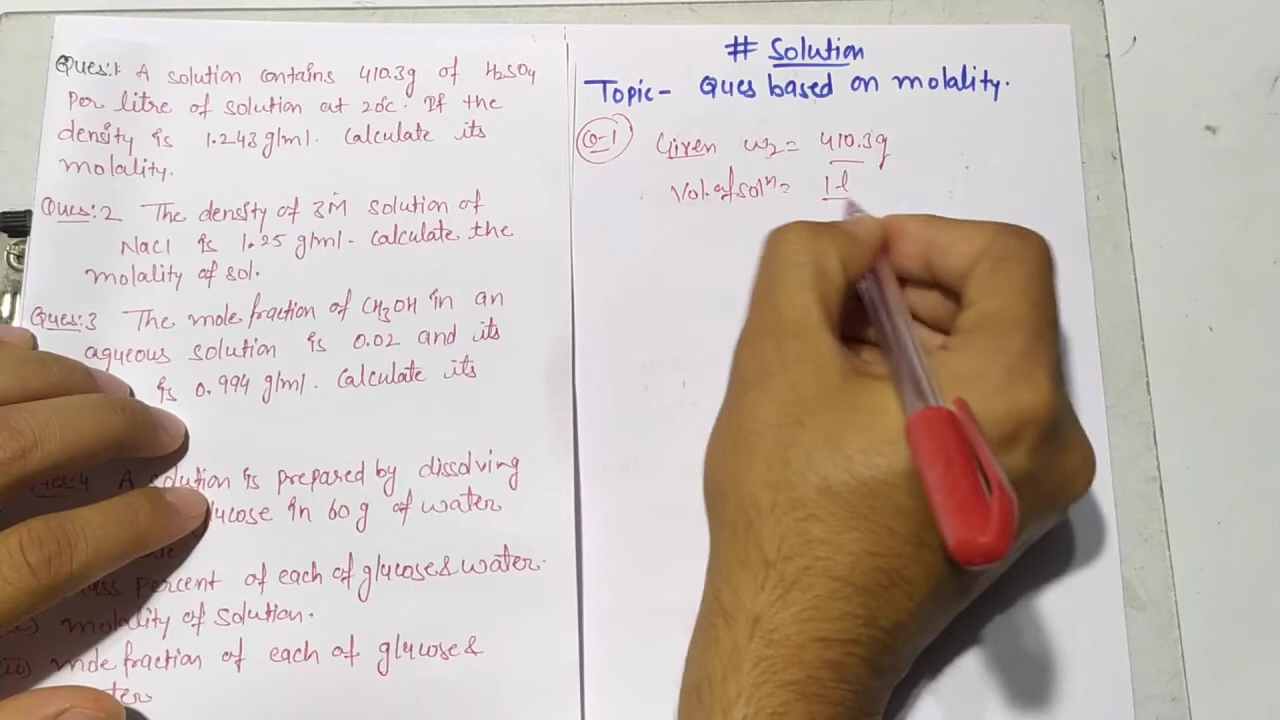 Ques:1 A solution contains 410.3g of H2SO4
Per litre of solution at 20°c. If the
density is 1.243 g/ml. Calculate its
molality.
Ques:2 The density of 3M solution of
NaCl is 1.25 g/ml. Calculate the
molality of sol.
Ques:3 The mole fraction of CH3OH in an
aqueous solution is 0.02 and its
is 0.994 g/ml. Calculate its
A solution is prepared by dissolving
in 60 g of water
percent of each of glucose & water.
molality of solution.
mole fraction of each of glucose &
# Solution
Topic- Ques based on molality.
Q-1 Given w2 = 410.3g
Vol. of solⁿ = 1 l